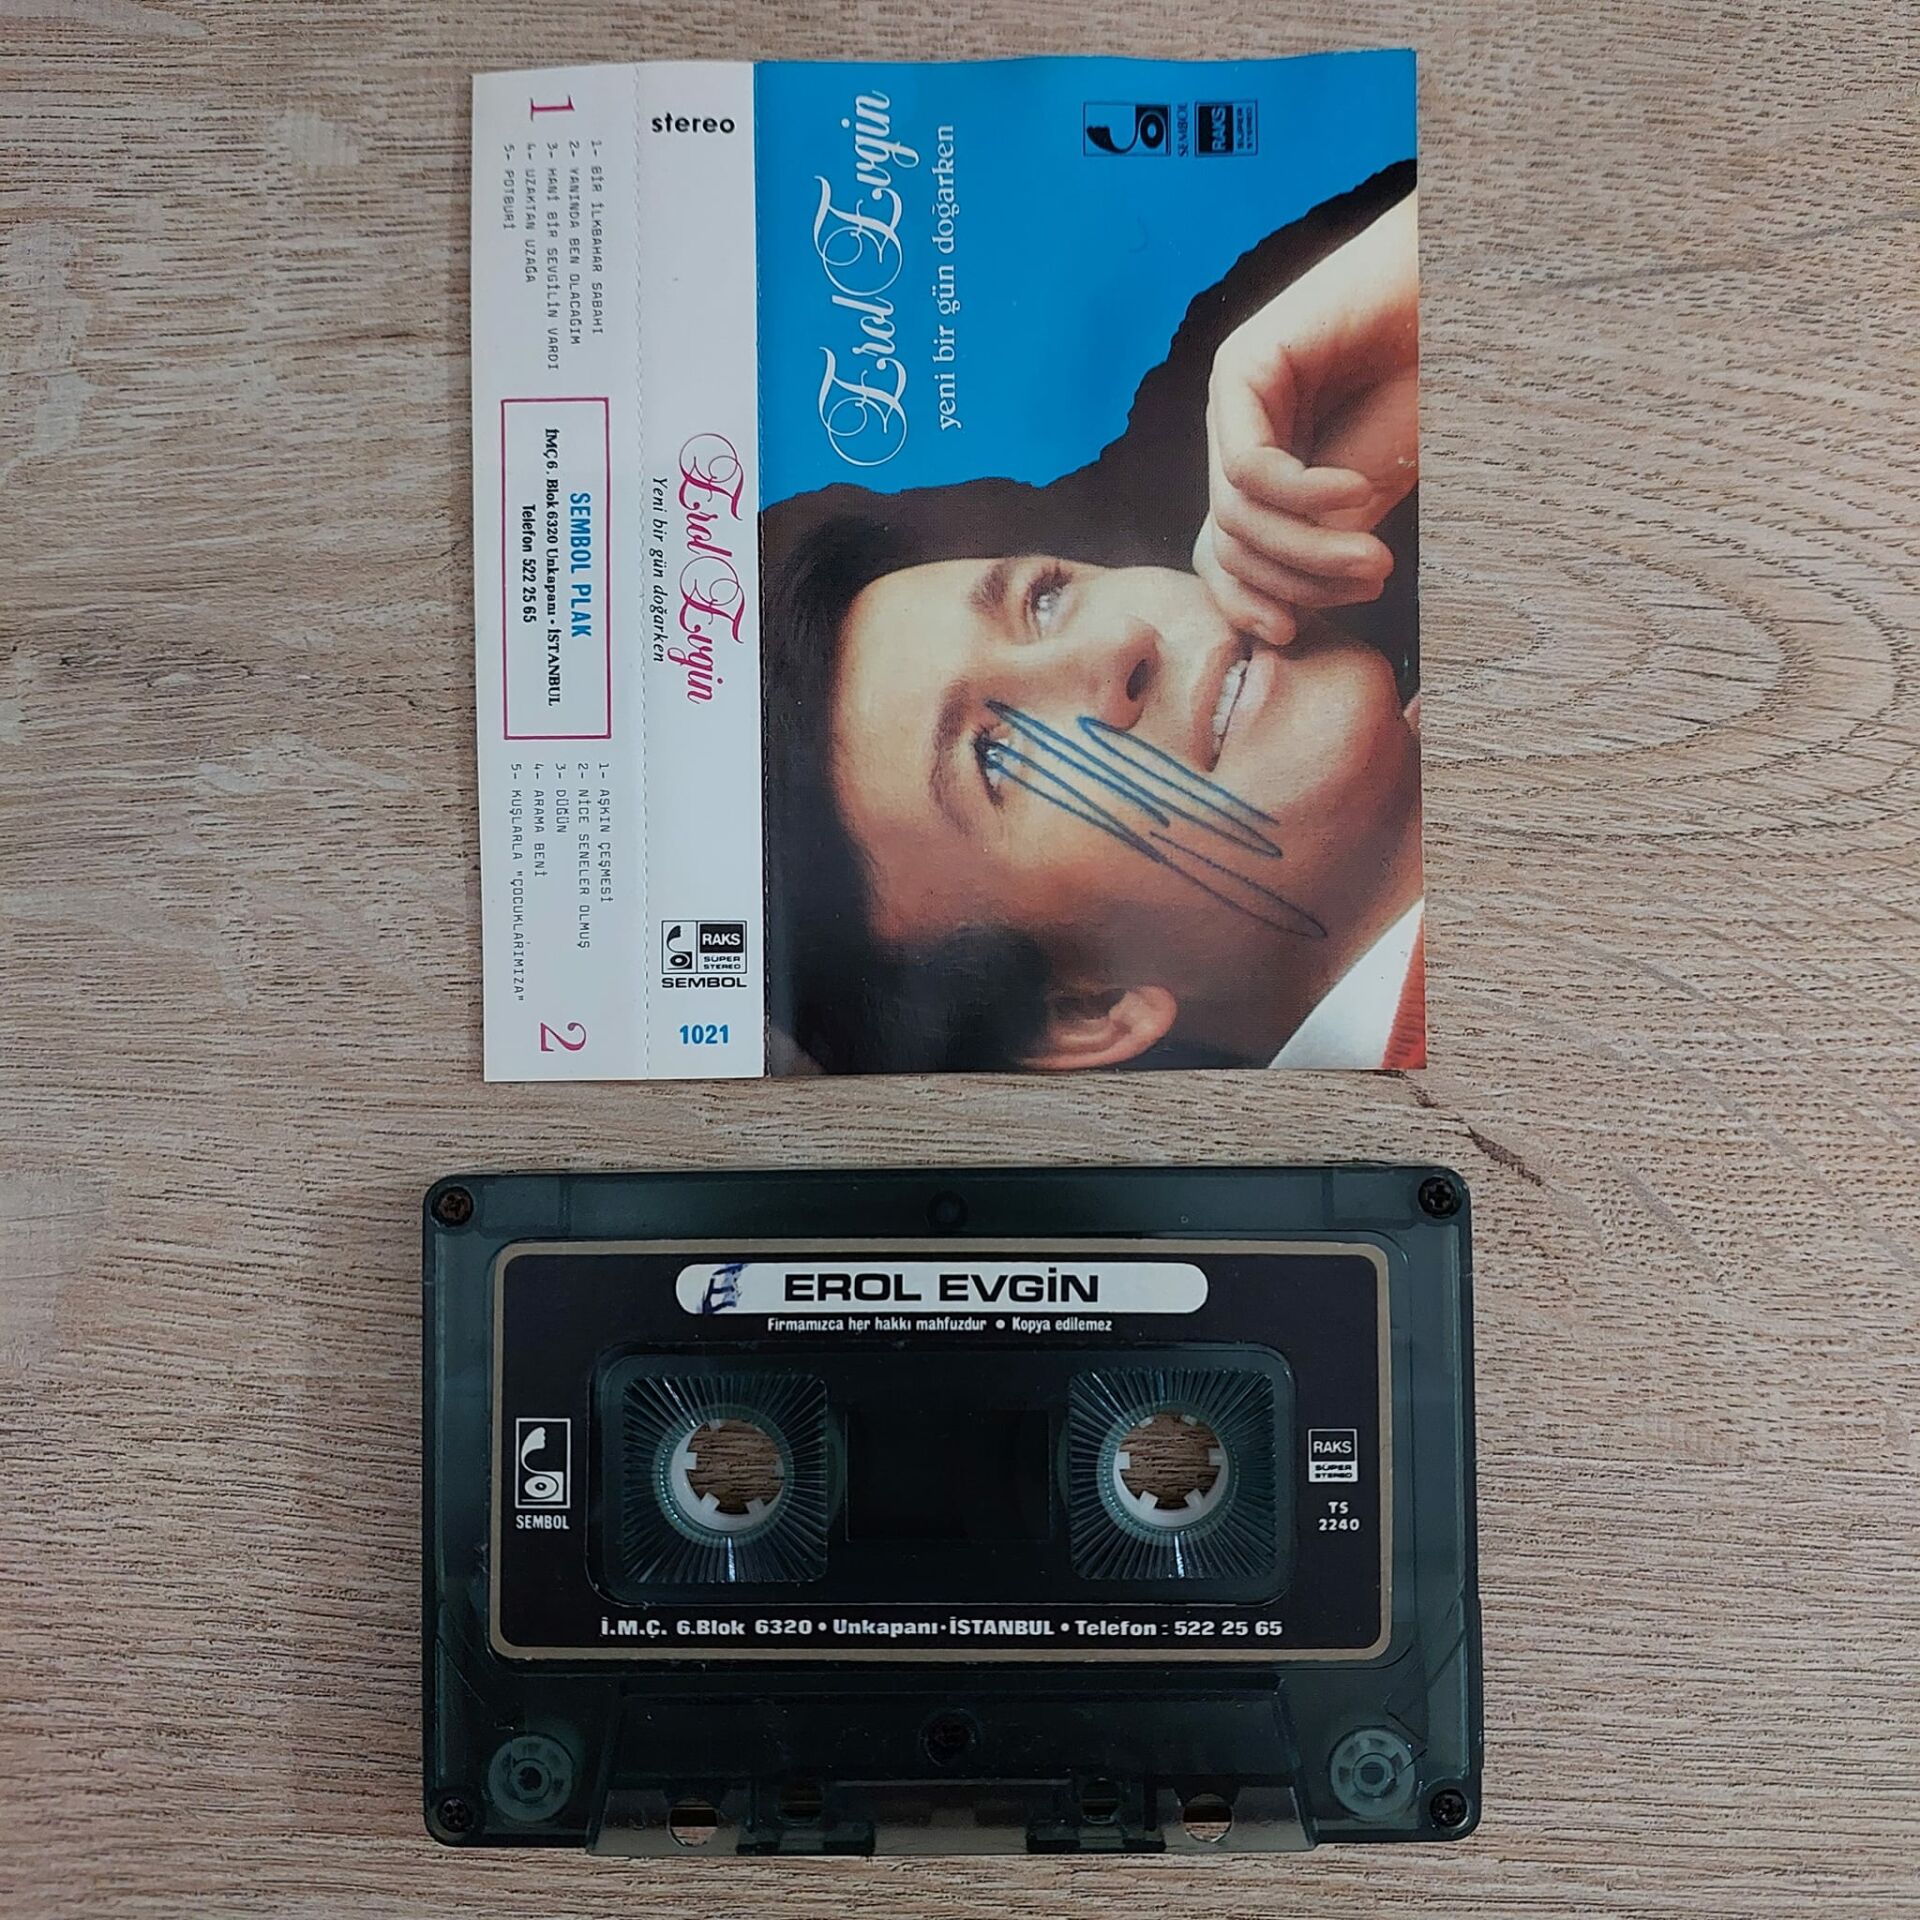 Erol Evgin
yeni bir gün doğarken
SEMBOL
RAKS
SÜPER
STEREO
stereo
Erol Evgin
Yeni bir gün doğarken
RAKS
SÜPER
STEREO
SEMBOL
1021
1
1- BİR İLKBAHAR SABAHI
2- YANINDA BEN OLACAĞIM
3- HANİ BİR SEVGİLİN VARDI
4- UZAKTAN UZAĞA
5- POTBURİ
SEMBOL PLAK
İMÇ 6. Blok 6320 Unkapanı • İSTANBUL
Telefon 522 25 65
1- AŞKIN ÇEŞMESİ
2- NİCE SENELER OLMUŞ
3- DÜĞÜN
4- ARAMA BENİ
5- KUŞLARLA "ÇOCUKLARIMIZA"
2
EROL EVGİN
Firmamızca her hakkı mahfuzdur • Kopya edilemez
SEMBOL
RAKS
SÜPER
STEREO
TS
2240
İ.M.Ç. 6.Blok 6320 • Unkapanı-İSTANBUL • Telefon : 522 25 65